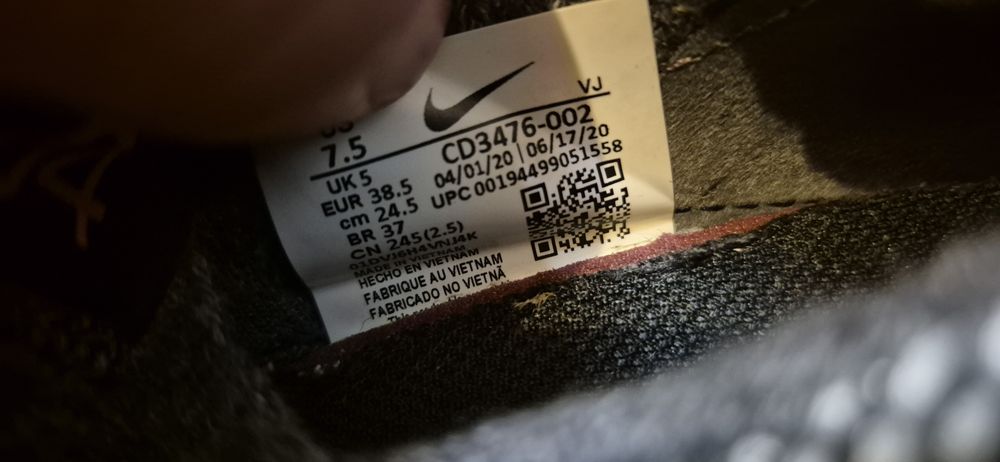 VJ
7.5
CD3476-002
UK 5
04/01/20 | 06/17/20
EUR 38.5
UPC 00194499051558
cm 24.5
BR 37
CN 245(2.5)
MADE IN VIETNAM
HECHO EN VIETNAM
FABRIQUE AU VIETNAM
FABRICADO NO VIETNÃ